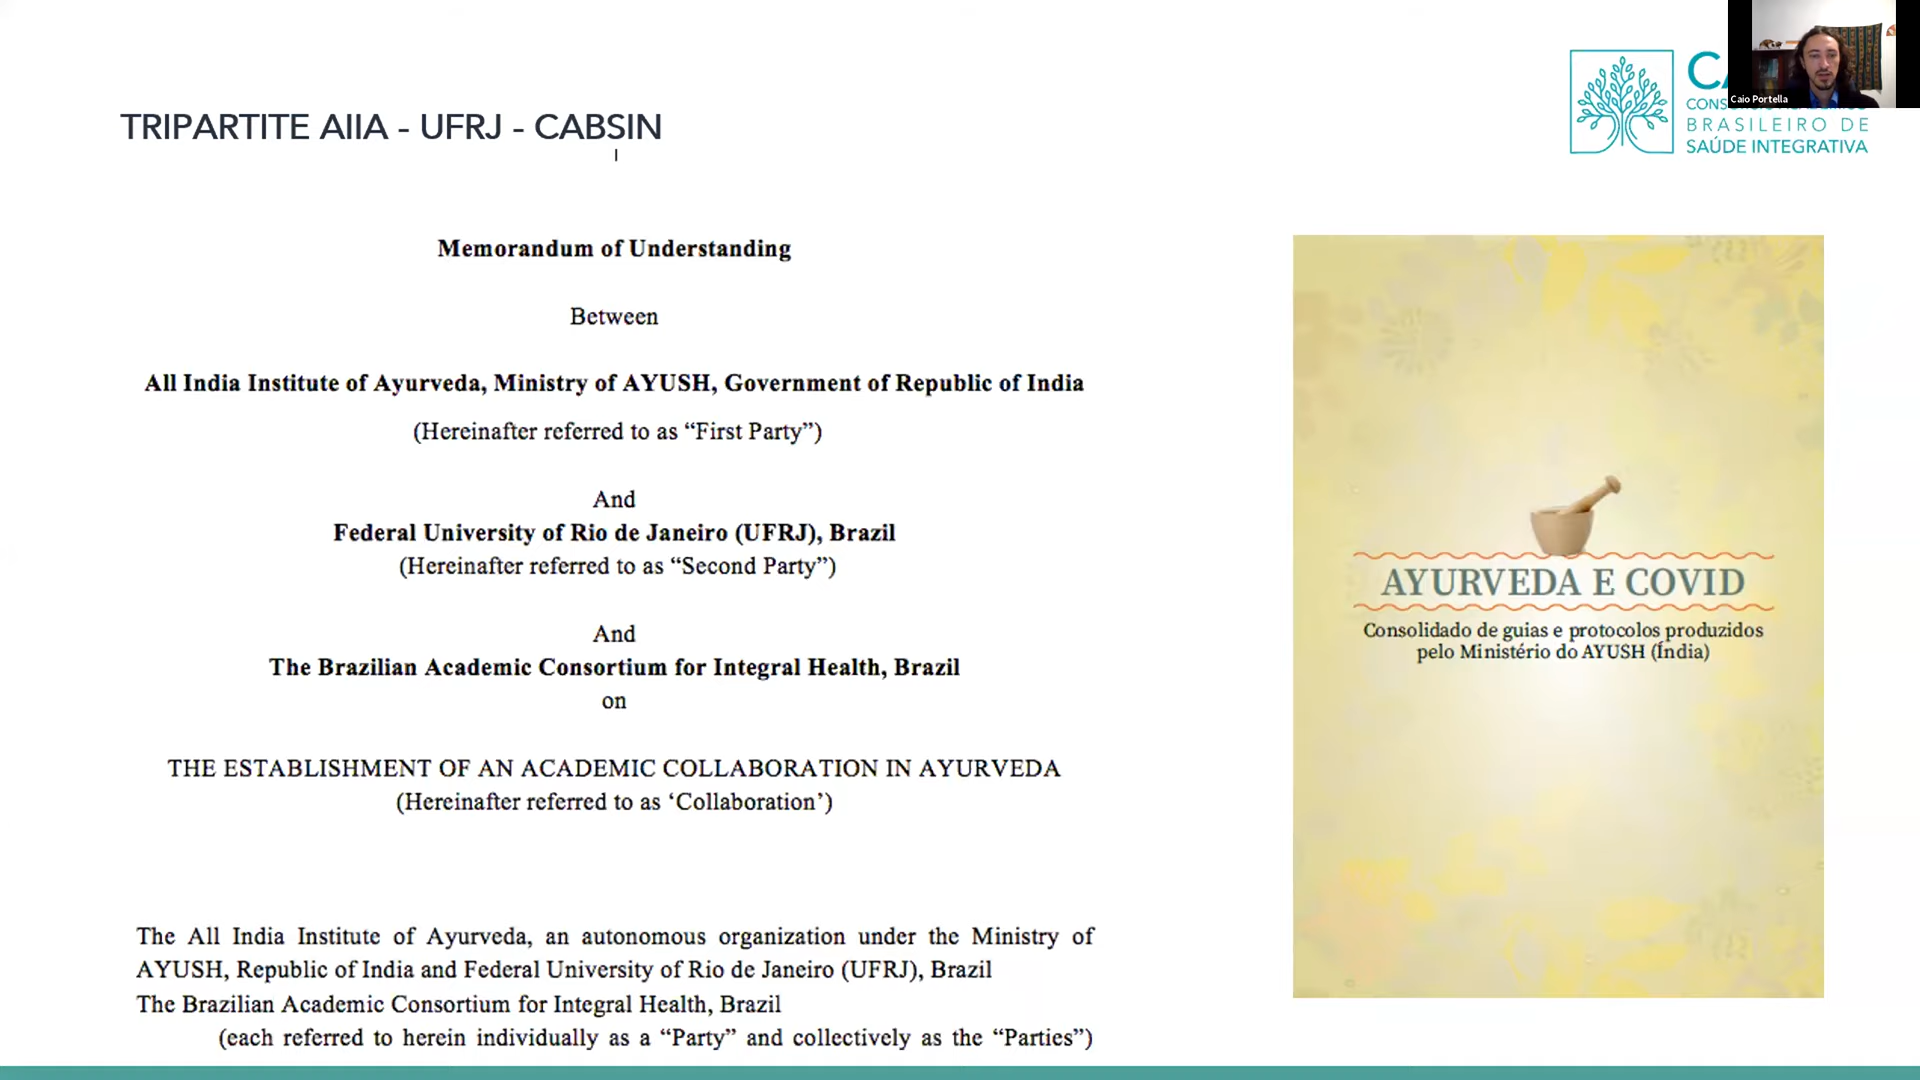 TRIPARTITE AIIA - UFRJ - CABSIN
Caio Portella
BRASILEIRO DE
SAÚDE INTEGRATIVA
Memorandum of Understanding
Between
All India Institute of Ayurveda, Ministry of AYUSH, Government of Republic of India
(Hereinafter referred to as “First Party”)
And
Federal University of Rio de Janeiro (UFRJ), Brazil
(Hereinafter referred to as “Second Party”)
And
The Brazilian Academic Consortium for Integral Health, Brazil
on
THE ESTABLISHMENT OF AN ACADEMIC COLLABORATION IN AYURVEDA
(Hereinafter referred to as ‘Collaboration’)
The All India Institute of Ayurveda, an autonomous organization under the Ministry of
AYUSH, Republic of India and Federal University of Rio de Janeiro (UFRJ), Brazil
The Brazilian Academic Consortium for Integral Health, Brazil
(each referred to herein individually as a “Party” and collectively as the “Parties”)
AYURVEDA E COVID
Consolidado de guias e protocolos produzidos
pelo Ministério do AYUSH (Índia)